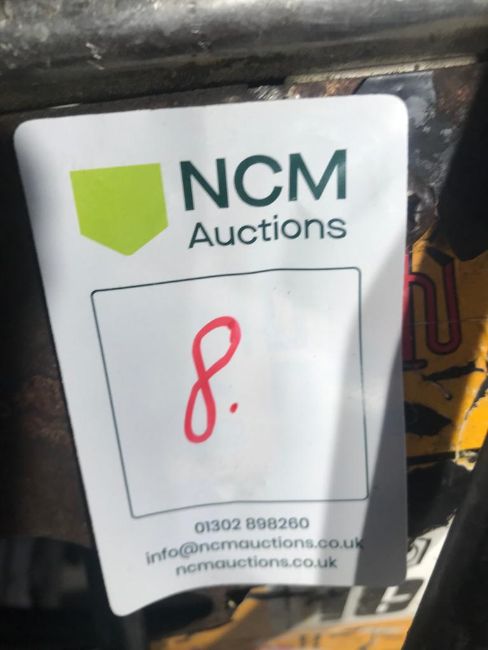 NCM
Auctions
8.
01302 898260
info@ncmauctions.co.uk
ncmauctions.co.uk